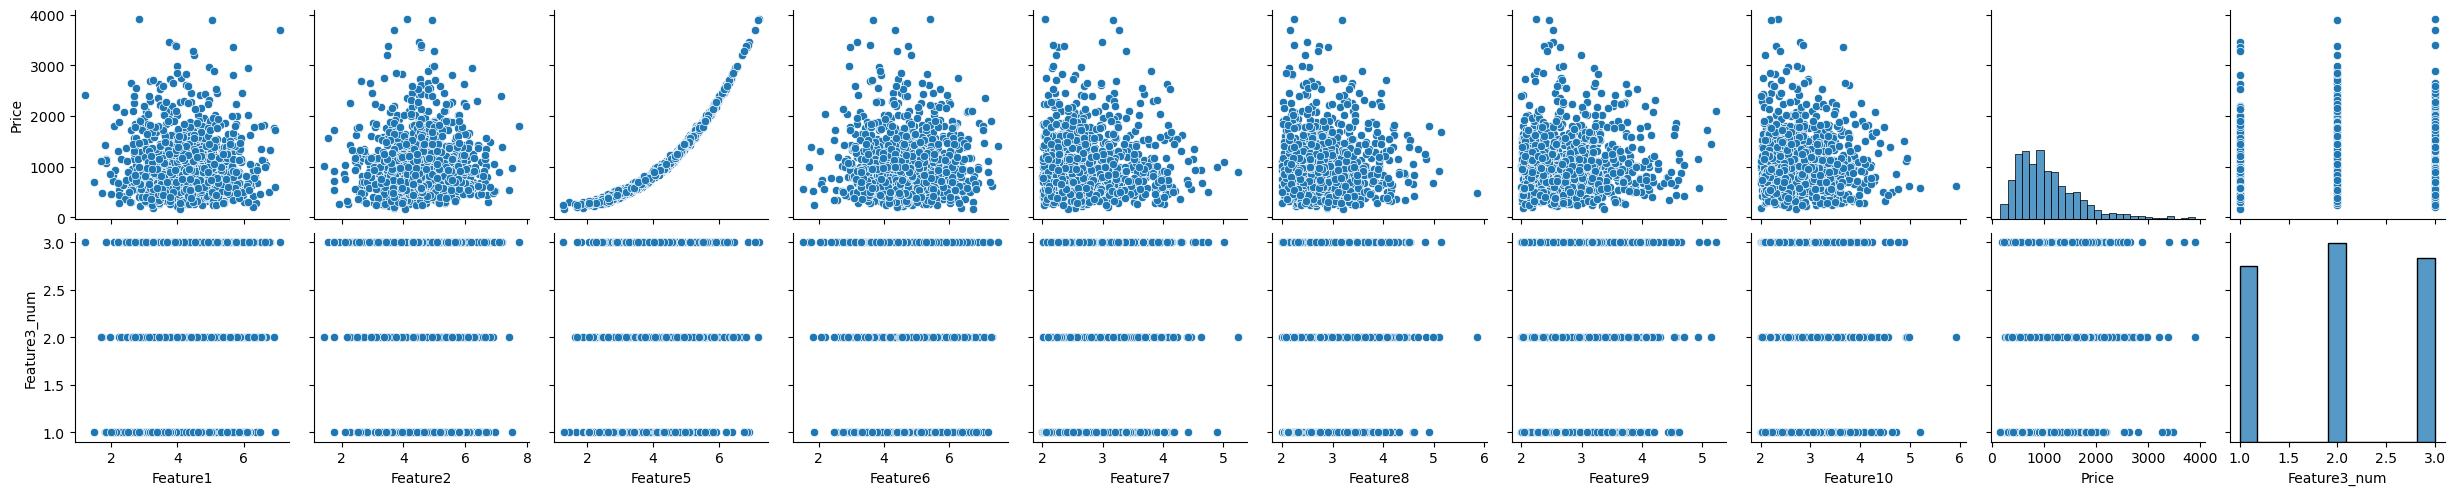 4000
3000
2000
1000
0
Price
3.0
2.5
2.0
1.5
1.0
Feature3_num
2 4 6
2 4 6 8
2 4 6
2 4 6
2 3 4 5
2 3 4 5 6
2 3 4 5
2 3 4 5 6
0 1000 2000 3000 4000
1.0 1.5 2.0 2.5 3.0
Feature1
Feature2
Feature5
Feature6
Feature7
Feature8
Feature9
Feature10
Price
Feature3_num